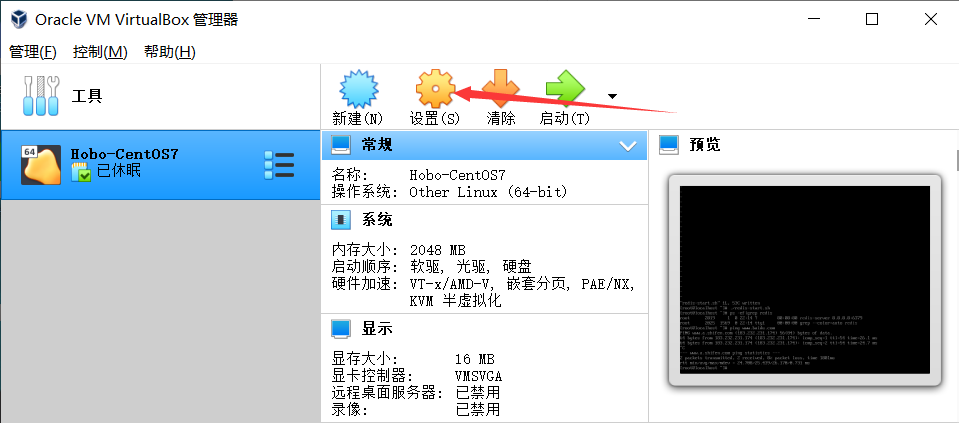 Oracle VM VirtualBox 管理器
管理(F) 控制(M) 帮助(H)
工具
新建(N) 设置(S) 清除 启动(T)
64
Hobo-CentOS7
已休眠
常规
名称: Hobo-CentOS7
操作系统: Other Linux (64-bit)
系统
内存大小: 2048 MB
启动顺序: 软驱, 光驱, 硬盘
硬件加速: VT-x/AMD-V, 嵌套分页, PAE/NX,
KVM 半虚拟化
显示
显存大小: 16 MB
显卡控制器: VMSVGA
远程桌面服务器: 已禁用
录像: 已禁用
预览